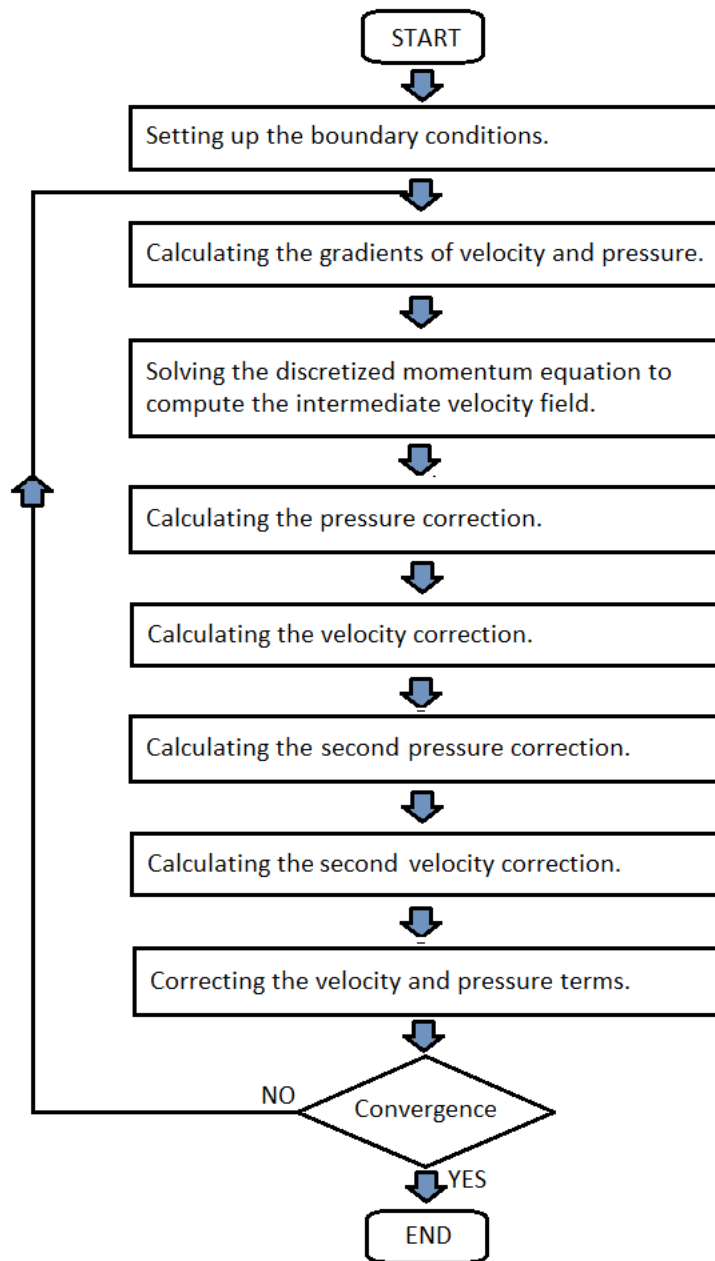 START
Setting up the boundary conditions.
Calculating the gradients of velocity and pressure.
Solving the discretized momentum equation to
compute the intermediate velocity field.
Calculating the pressure correction.
Calculating the velocity correction.
Calculating the second pressure correction.
Calculating the second velocity correction.
Correcting the velocity and pressure terms.
NO
Convergence
YES
END